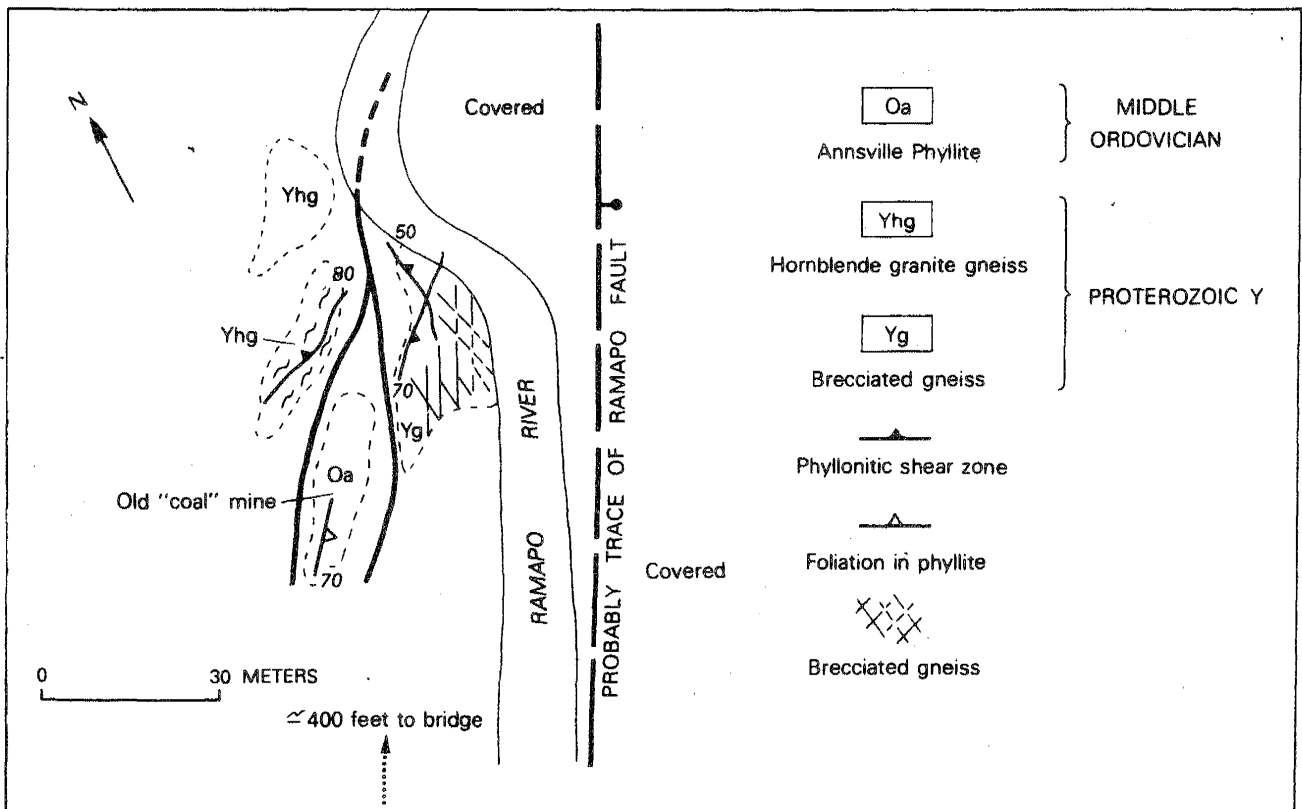 N
Covered
Yhg
50
80
Yhg
70
Yg
Oa
Old "coal" mine
70
RAMAPO RIVER
PROBABLY TRACE OF RAMAPO FAULT
Covered
0 30 METERS
≃400 feet to bridge
Oa
Annsville Phyllite
MIDDLE
ORDOVICIAN
Yhg
Hornblende granite gneiss
Yg
Brecciated gneiss
PROTEROZOIC Y
Phyllonitic shear zone
Foliation in phyllite
Brecciated gneiss